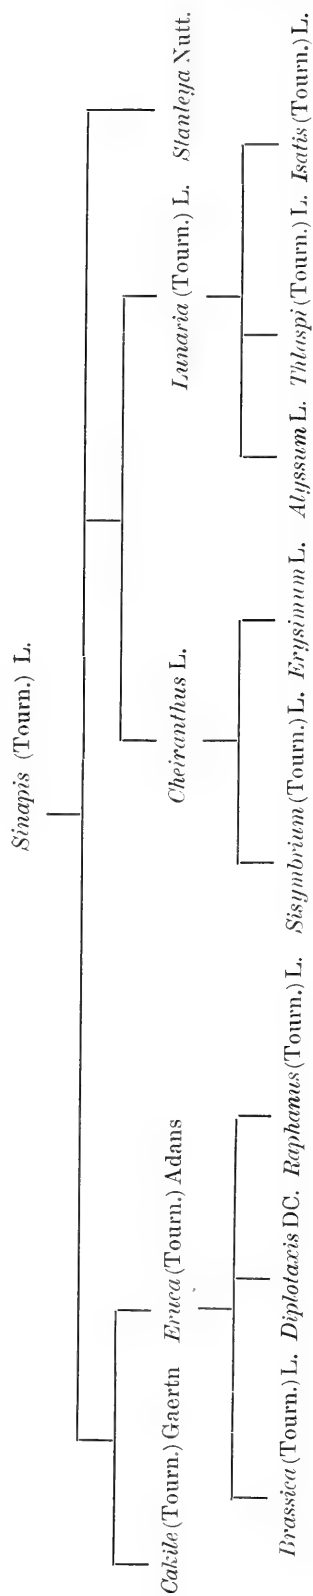 Sinapis (Tourn.) L.
Cakile (Tourn.) Gaertn Eruca (Tourn.) Adans Cheiranthus L. Lunaria (Tourn.) L. Stanleya Nutt.
Brassica (Tourn.) L. Diplotaxis DC. Raphanus (Tourn.) L. Sisymbrium (Tourn.) L. Erysimum L. Alyssum L. Thlaspi (Tourn.) L. Isatis (Tourn.) L.